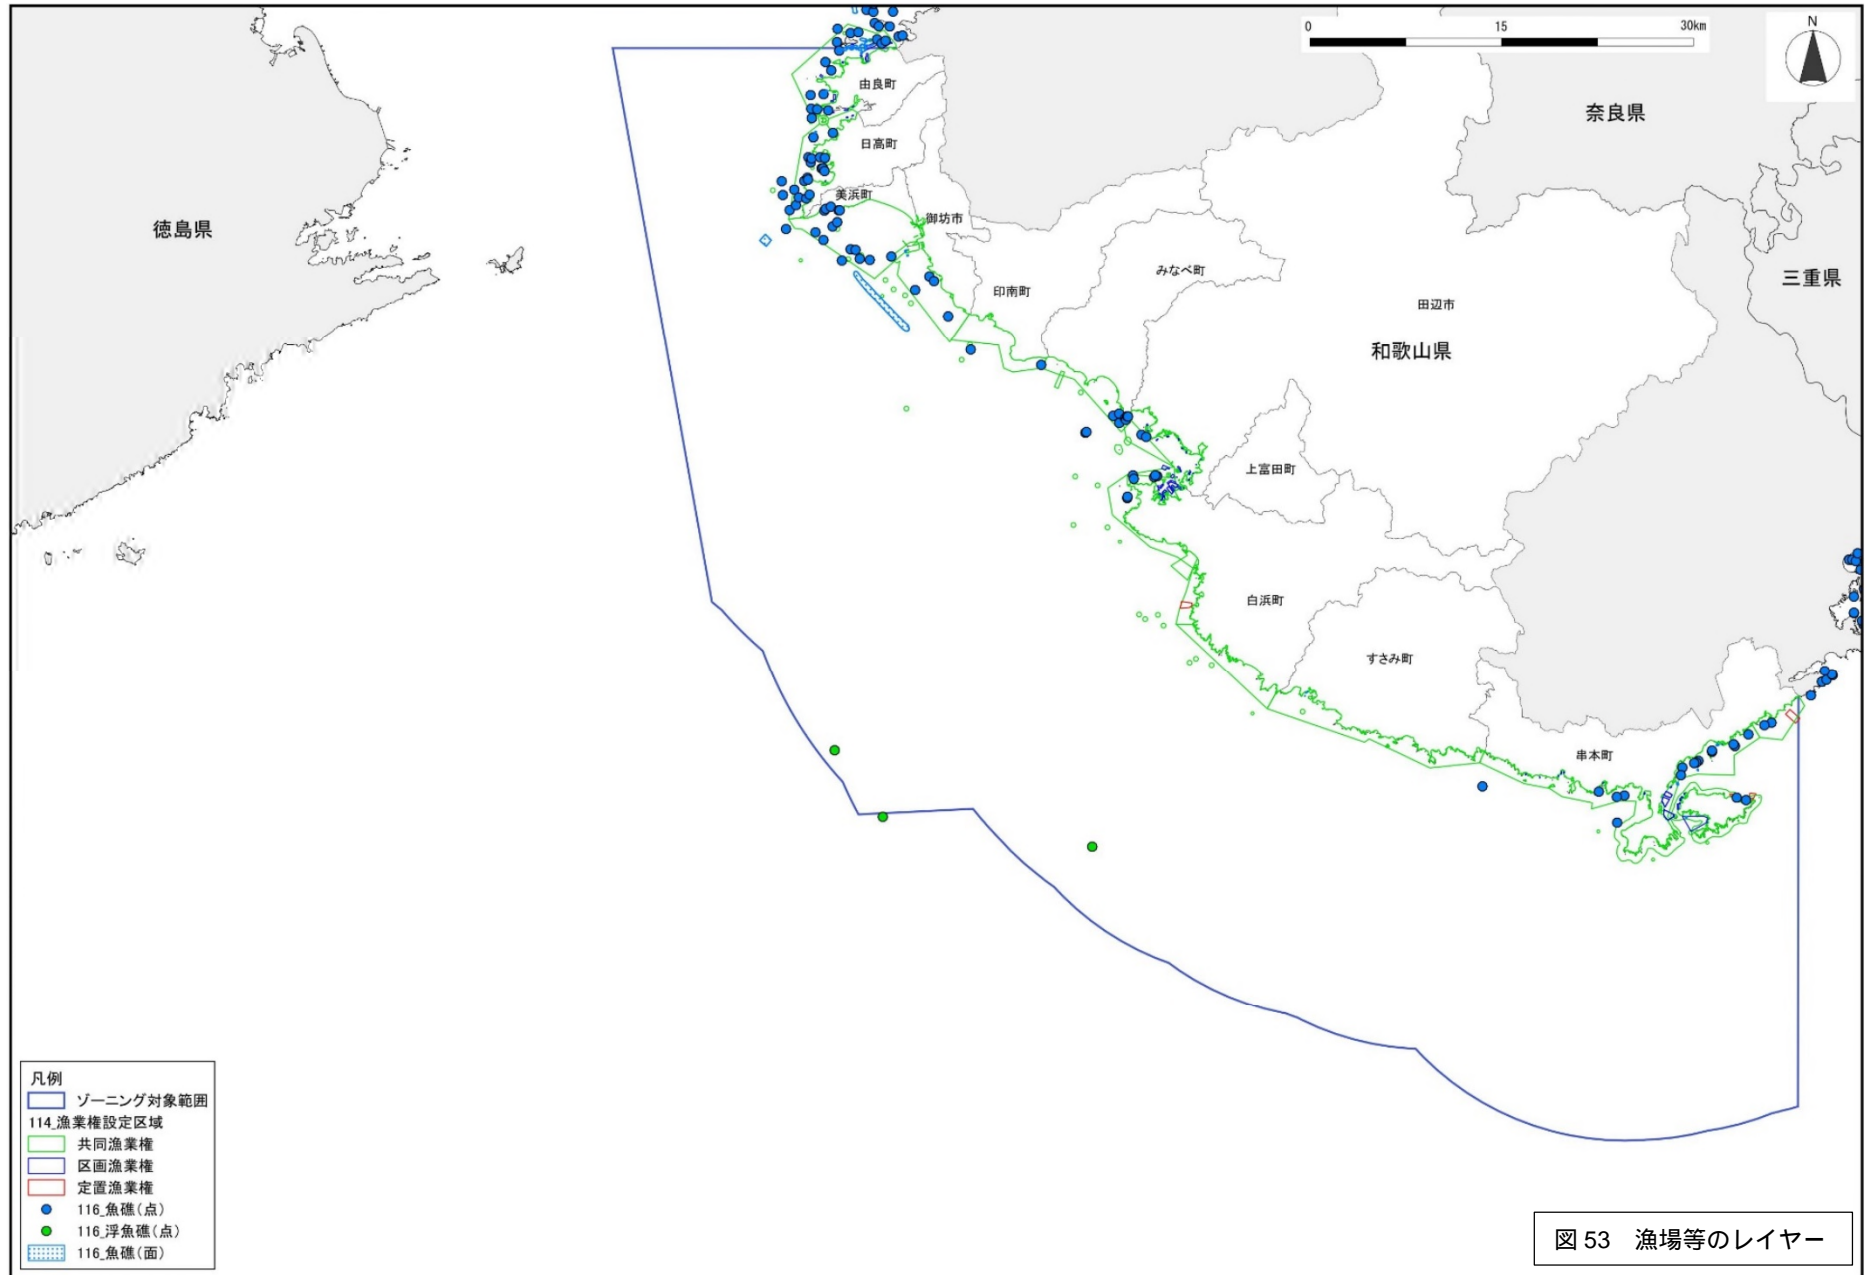 0 15 30km
N
奈良県
由良町
日高町
美浜町
御坊市
徳島県
みなべ町
三重県
印南町
田辺市
和歌山県
上富田町
白浜町
すさみ町
串本町
凡例
ゾーニング対象範囲
114_漁業権設定区域
共同漁業権
区画漁業権
定置漁業権
116_魚礁(点)
116_浮魚礁(点)
116_魚礁(面)
図 53 漁場等のレイヤー